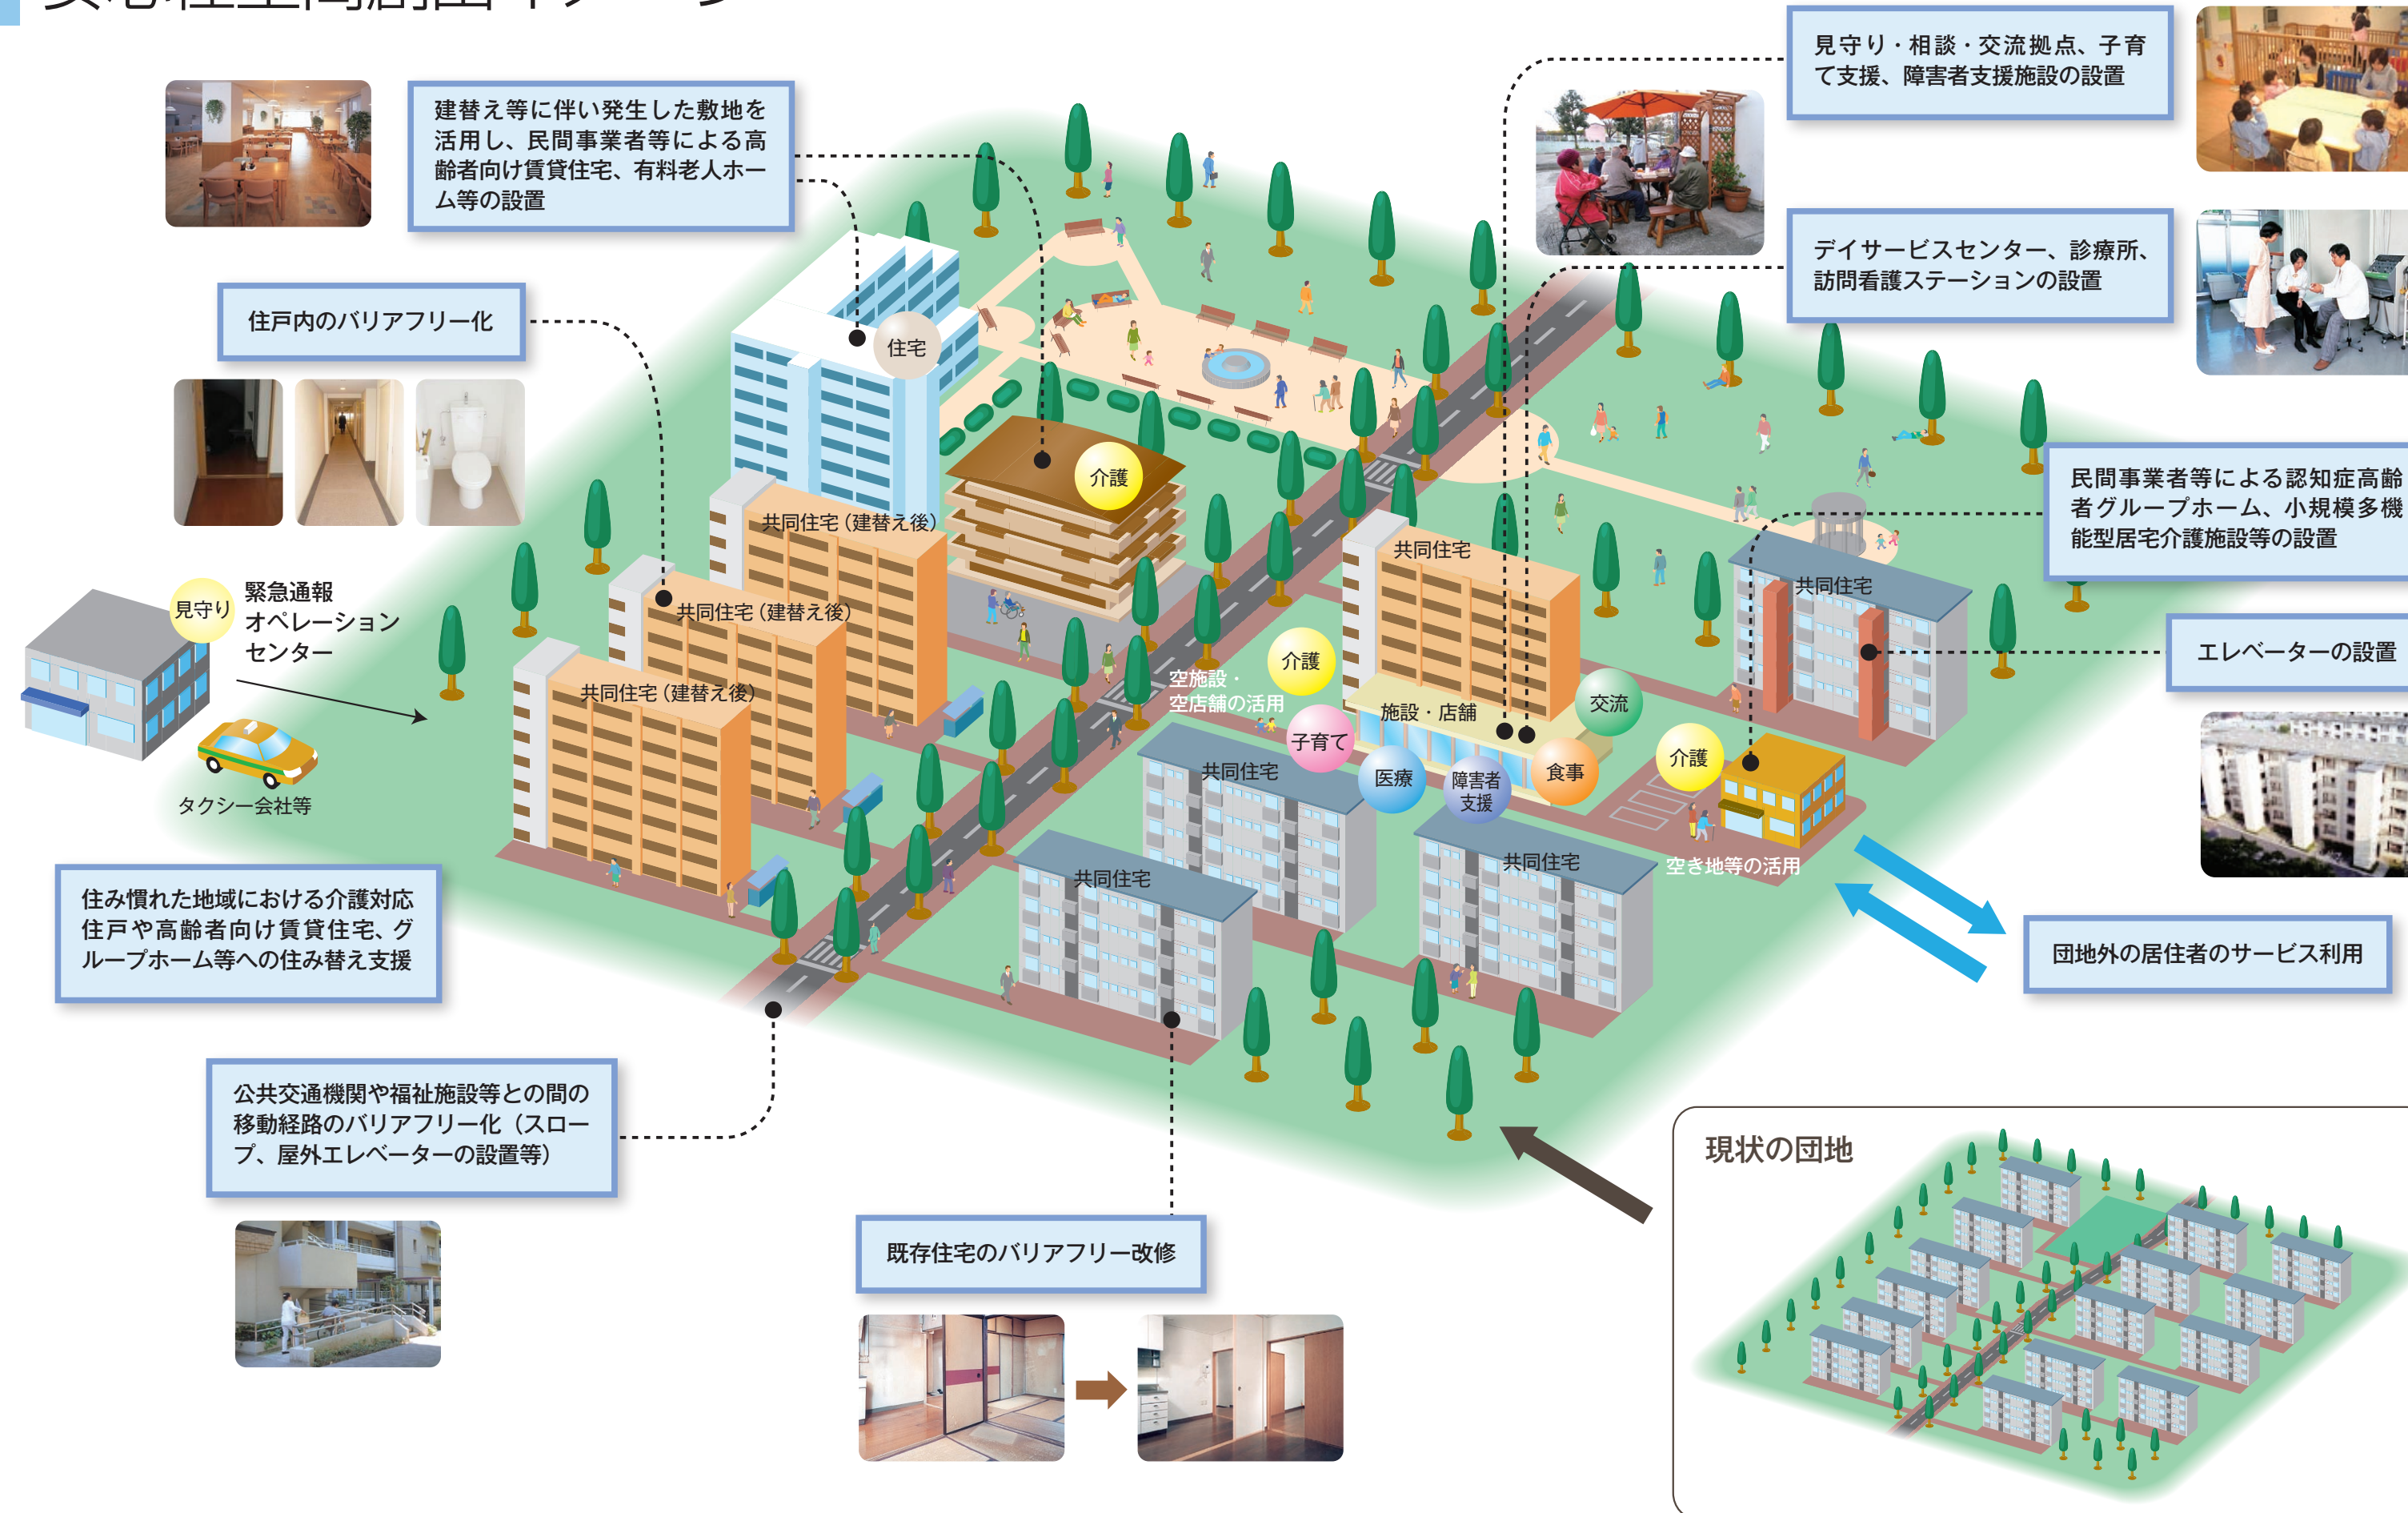 建替え等に伴い発生した敷地を
活用し、民間事業者等による高
齢者向け賃貸住宅、有料老人ホー
ム等の設置
見守り・相談・交流拠点、子育
て支援、障害者支援施設の設置
デイサービスセンター、診療所、
訪問看護ステーションの設置
住戸内のバリアフリー化
住宅
介護
民間事業者等による認知症高齢
者グループホーム、小規模多機
能型居宅介護施設等の設置
共同住宅（建替え後）
共同住宅（建替え後）
共同住宅（建替え後）
共同住宅
共同住宅
見守り
緊急通報
オペレーション
センター
タクシー会社等
エレベーターの設置
介護
空施設・
空店舗の活用
施設・店舗
交流
子育て
医療
障害者
支援
食事
介護
共同住宅
共同住宅
共同住宅
空き地等の活用
住み慣れた地域における介護対応
住戸や高齢者向け賃貸住宅、グ
ループホーム等への住み替え支援
団地外の居住者のサービス利用
公共交通機関や福祉施設等との間の
移動経路のバリアフリー化（スロー
プ、屋外エレベーターの設置等）
既存住宅のバリアフリー改修
現状の団地